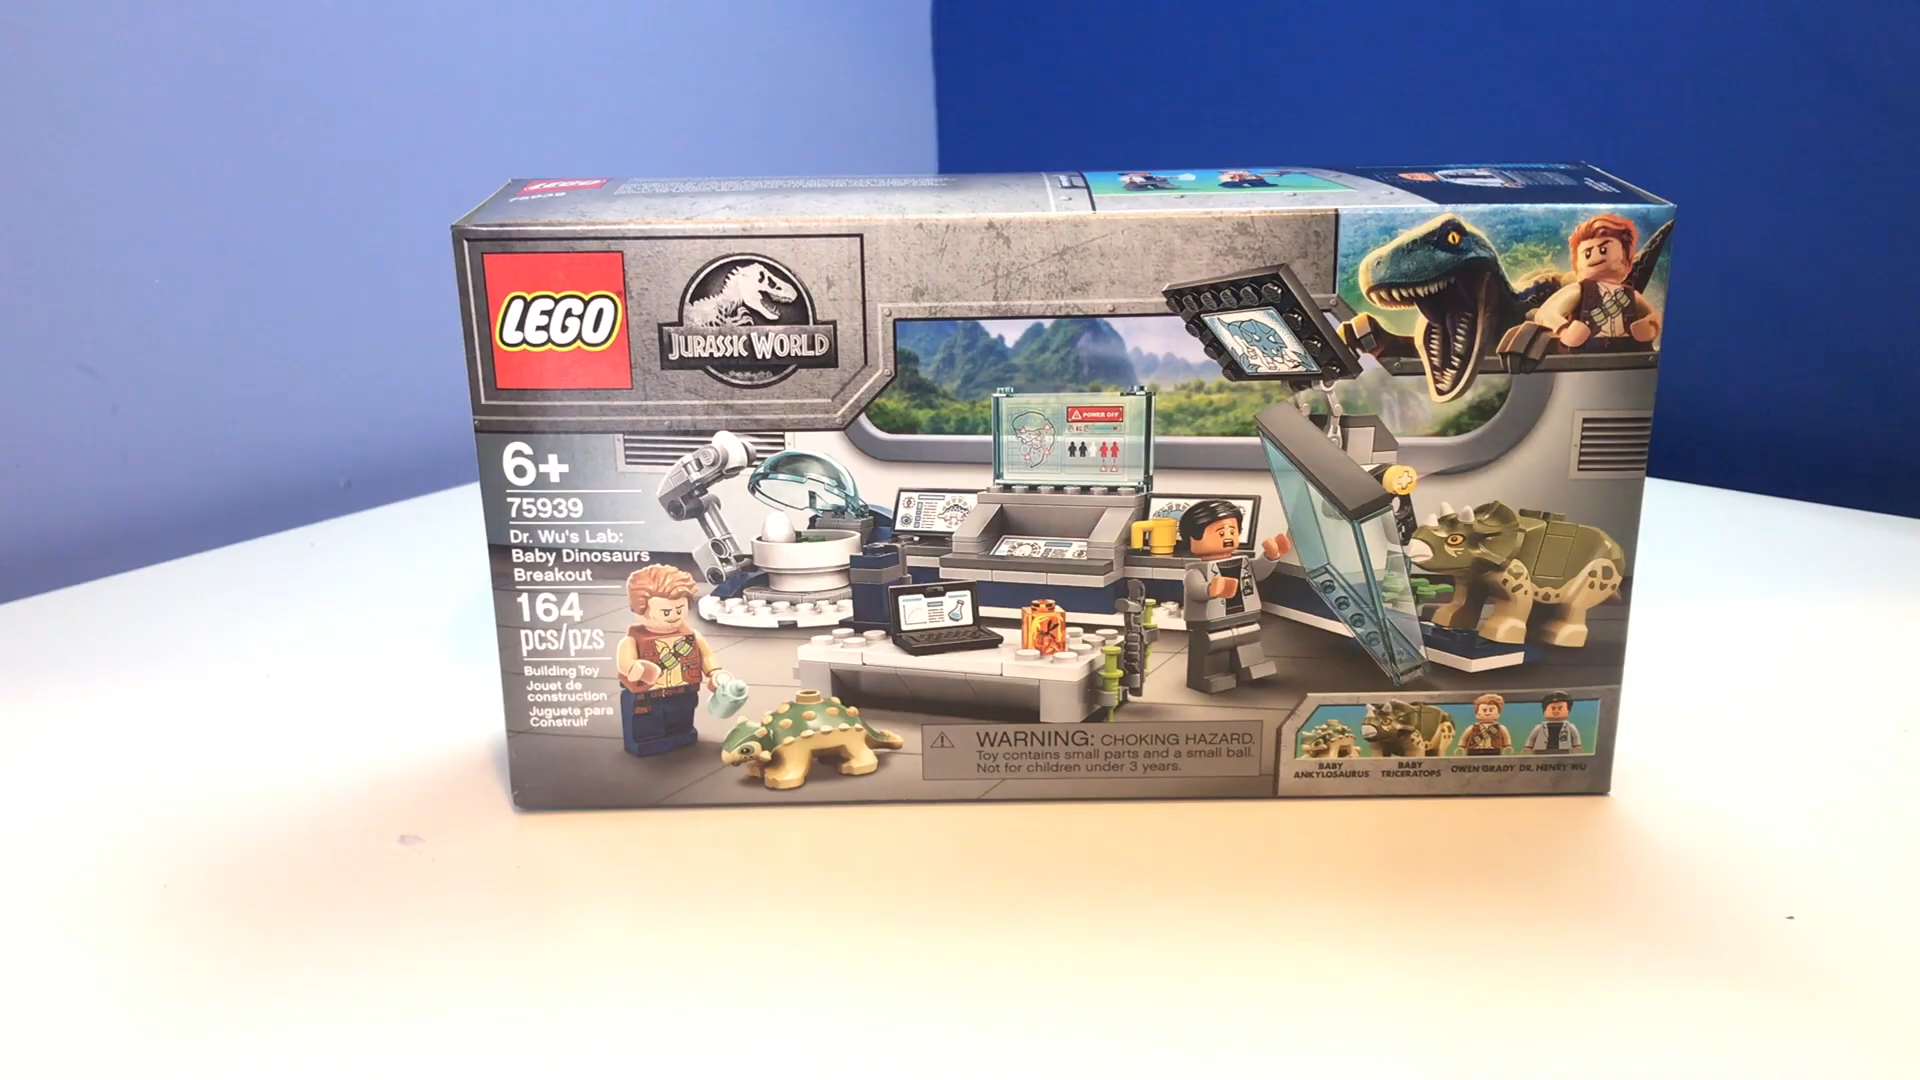 LEGO
75939
LEGO
JURASSIC WORLD
POWER OFF
6+
75939
Dr. Wu's Lab:
Baby Dinosaurs
Breakout
164
pcs/pzs
Building Toy
Jouet de
construction
Juguete para
Construir
WARNING: CHOKING HAZARD.
Toy contains small parts and a small ball.
Not for children under 3 years.
BABY
ANKYLOSAURUS
BABY
TRICERATOPS
OWEN GRADY
DR. HENRY WU